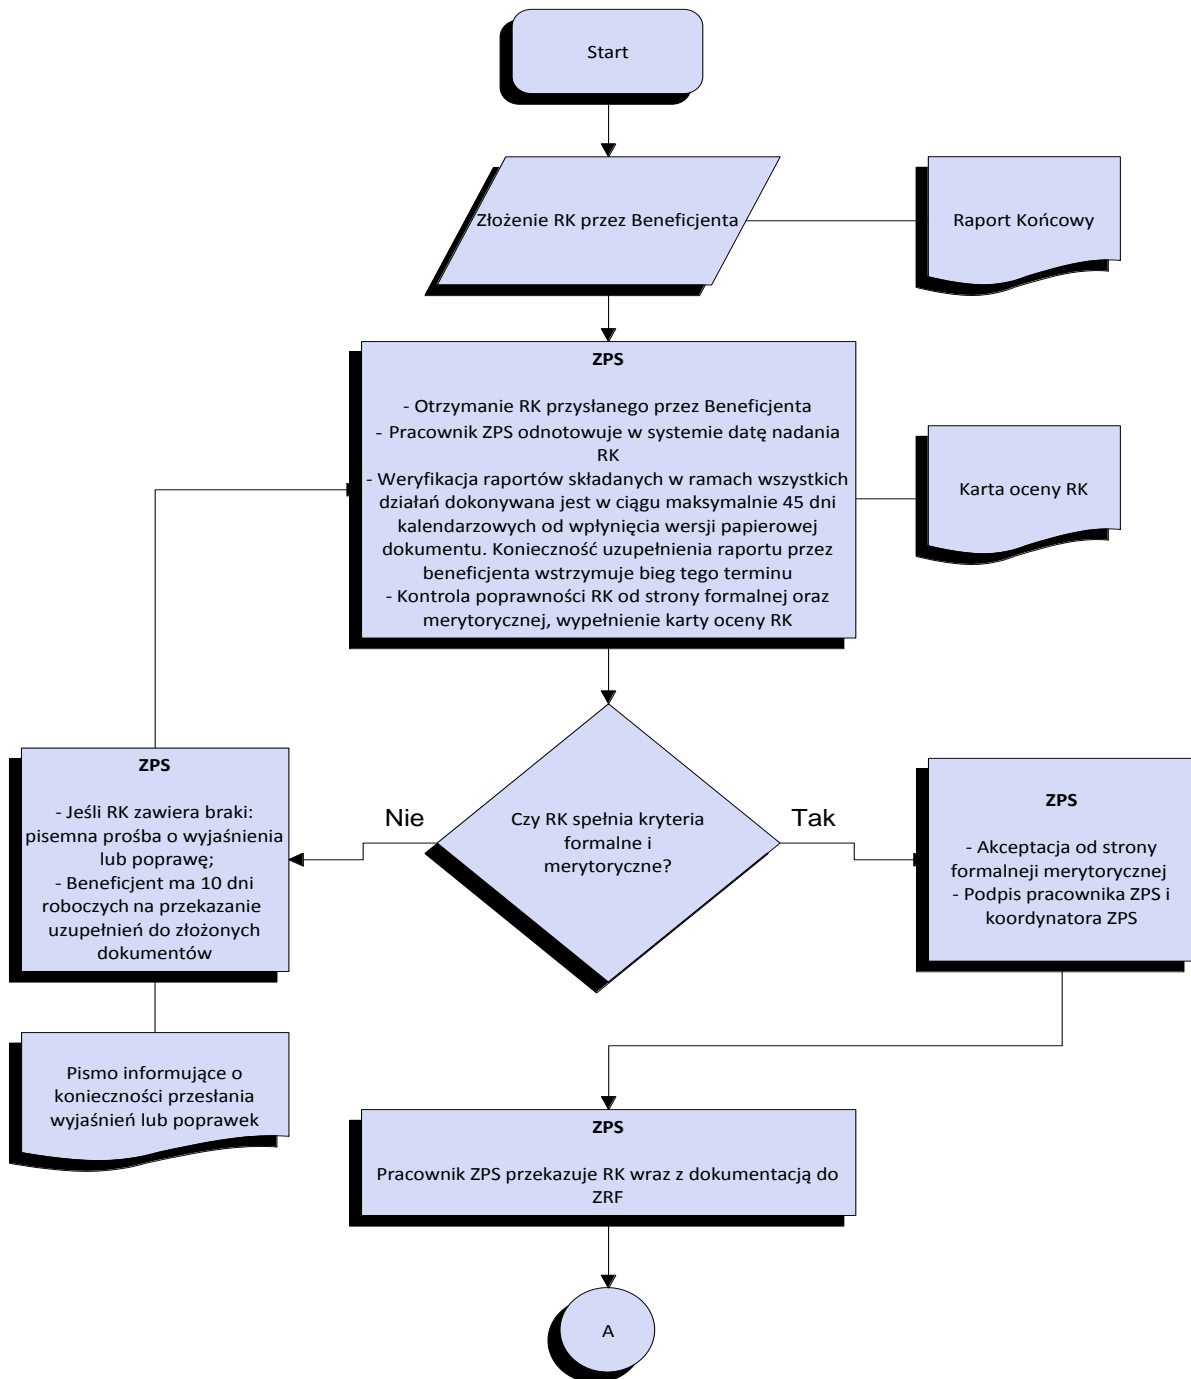 Start
Złożenie RK przez Beneficjenta
Raport Końcowy
ZPS
- Otrzymanie RK przysłanego przez Beneficjenta
- Pracownik ZPS odnotowuje w systemie datę nadania
RK
- Weryfikacja raportów składanych w ramach wszystkich
działań dokonywana jest w ciągu maksymalnie 45 dni
kalendarzowych od wpłynięcia wersji papierowej
dokumentu. Konieczność uzupełnienia raportu przez
beneficjenta wstrzymuje bieg tego terminu
- Kontrola poprawności RK od strony formalnej oraz
merytorycznej, wypełnienie karty oceny RK
Karta oceny RK
ZPS
- Jeśli RK zawiera braki:
pisemna prośba o wyjaśnienia
lub poprawę;
- Beneficjent ma 10 dni
roboczych na przekazanie
uzupełnień do złożonych
dokumentów
Nie
Czy RK spełnia kryteria
formalne i
merytoryczne?
Tak
ZPS
- Akceptacja od strony
formalneji merytorycznej
- Podpis pracownika ZPS i
koordynatora ZPS
Pismo informujące o
konieczności przesłania
wyjaśnień lub poprawek
ZPS
Pracownik ZPS przekazuje RK wraz z dokumentacją do
ZRF
A